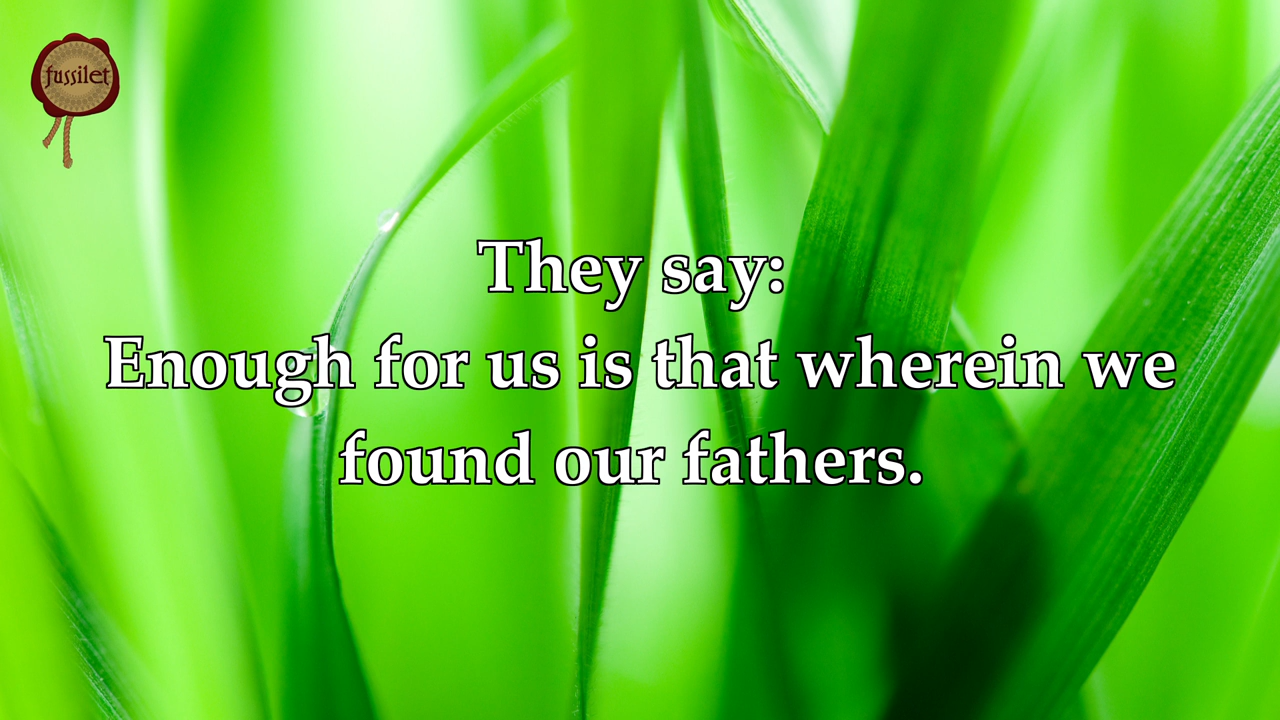 fussilet
They say:
Enough for us is that wherein we
found our fathers.